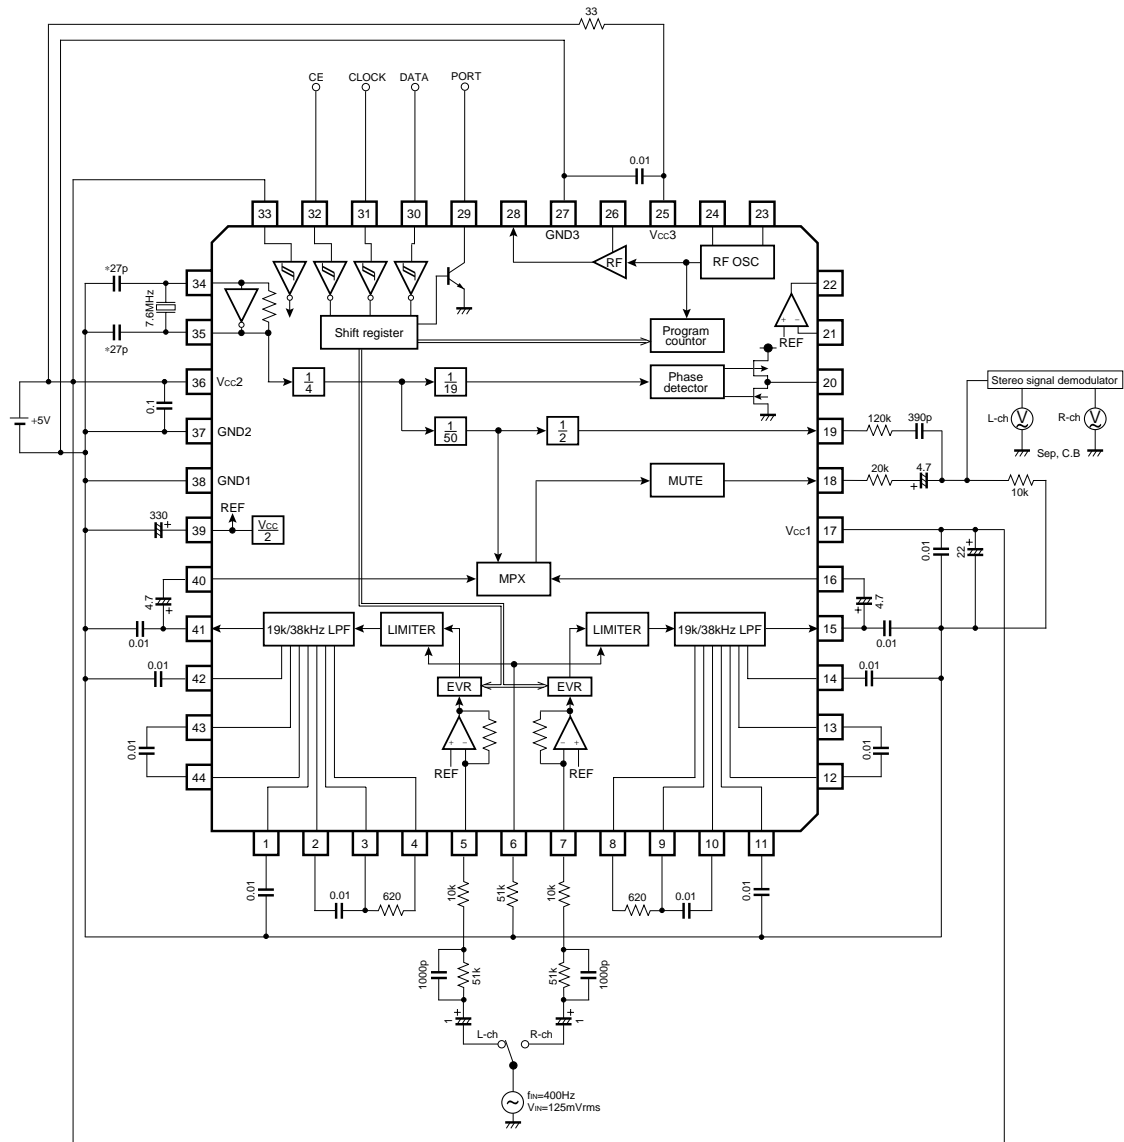 33
CE
CLOCK
DATA
PORT
0.01
33
32
31
30
29
28
27
26
25
24
23
GND3
Vcc3
RF
RF OSC
*27p
34
7.6MHz
*27p
35
Shift register
Program
countor
22
+ −
REF
21
36
Vcc2
1
4
1
19
Phase
detector
20
Stereo signal demodulator
L-ch
V
R-ch
V
+5V
0.1
37
GND2
1
50
1
2
19
120k
390p
Sep, C.B
38
GND1
MUTE
18
20k
4.7
+
10k
REF
330
+
39
Vcc
2
Vcc1
17
0.01
22
+
40
MPX
16
4.7
+
4.7
+
41
19k/38kHz LPF
LIMITER
LIMITER
19k/38kHz LPF
15
0.01
0.01
0.01
42
EVR
EVR
14
0.01
43
13
0.01
+ −
− +
0.01
REF
REF
44
12
1
2
3
4
5
6
7
8
9
10
11
0.01
0.01
620
10k
51k
10k
620
0.01
0.01
1000p
51k
51k
1000p
+
1
+
1
L-ch
R-ch
fIN=400Hz
VIN=125mVrms